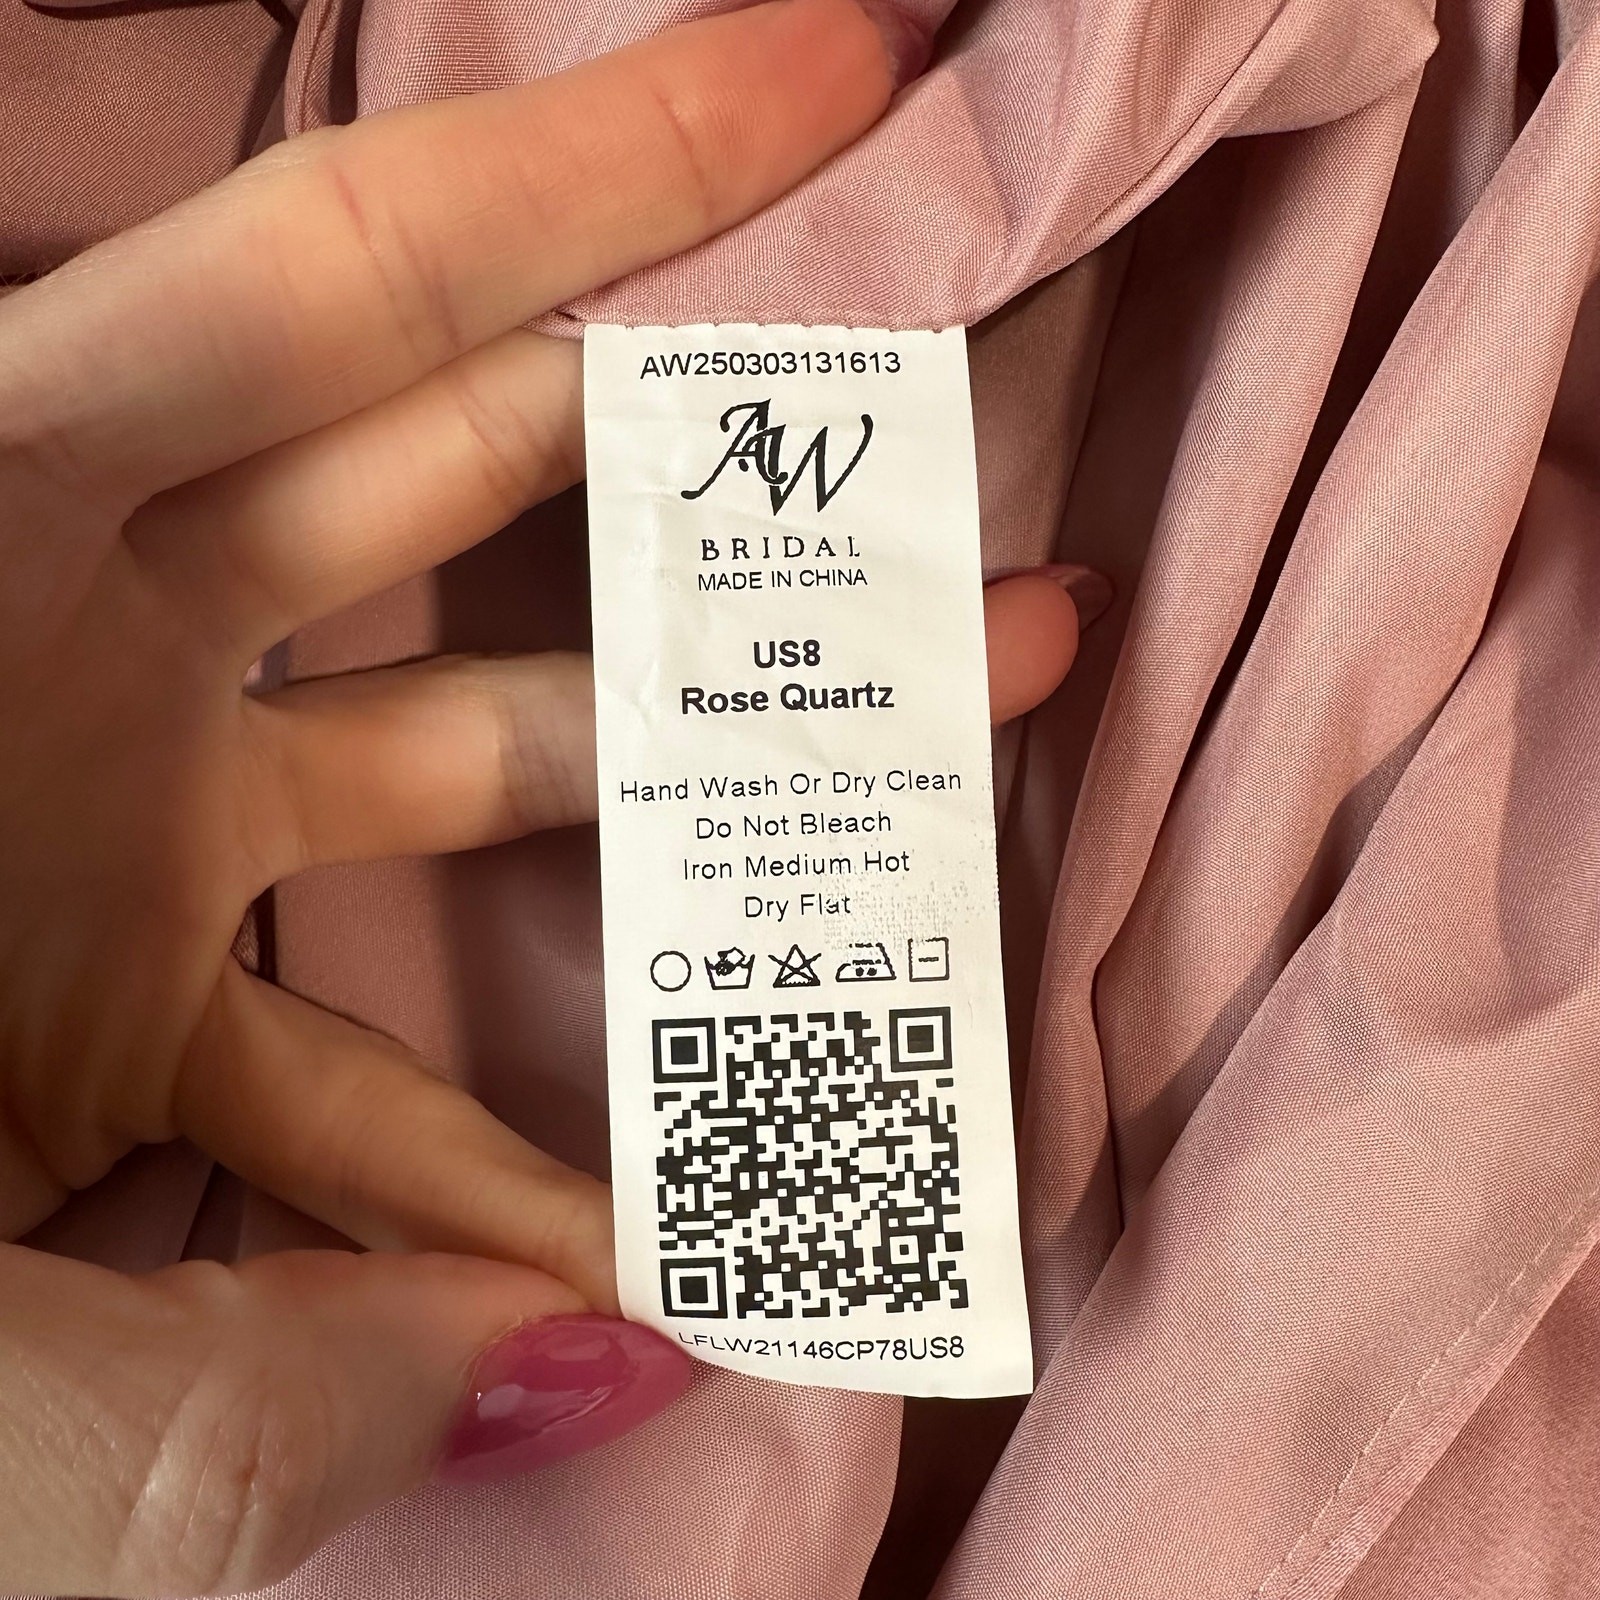 AW250303131613
AW
BRIDAL
MADE IN CHINA
US8
Rose Quartz
Hand Wash Or Dry Clean
Do Not Bleach
Iron Medium Hot
Dry Flat
LFLW21146CP78US8